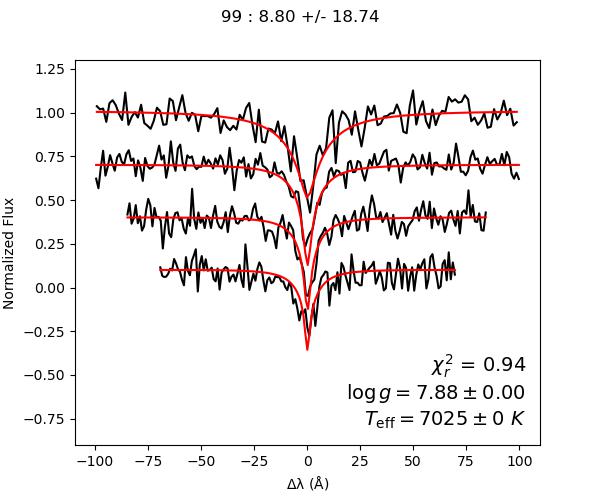 99 : 8.80 +/- 18.74
1.25
1.00
0.75
0.50
0.25
0.00
−0.25
−0.50
−0.75
Normalized Flux
χ²ᵣ = 0.94
log g = 7.88 ± 0.00
T_eff = 7025 ± 0 K
−100 −75 −50 −25 0 25 50 75 100
Δλ (Å)